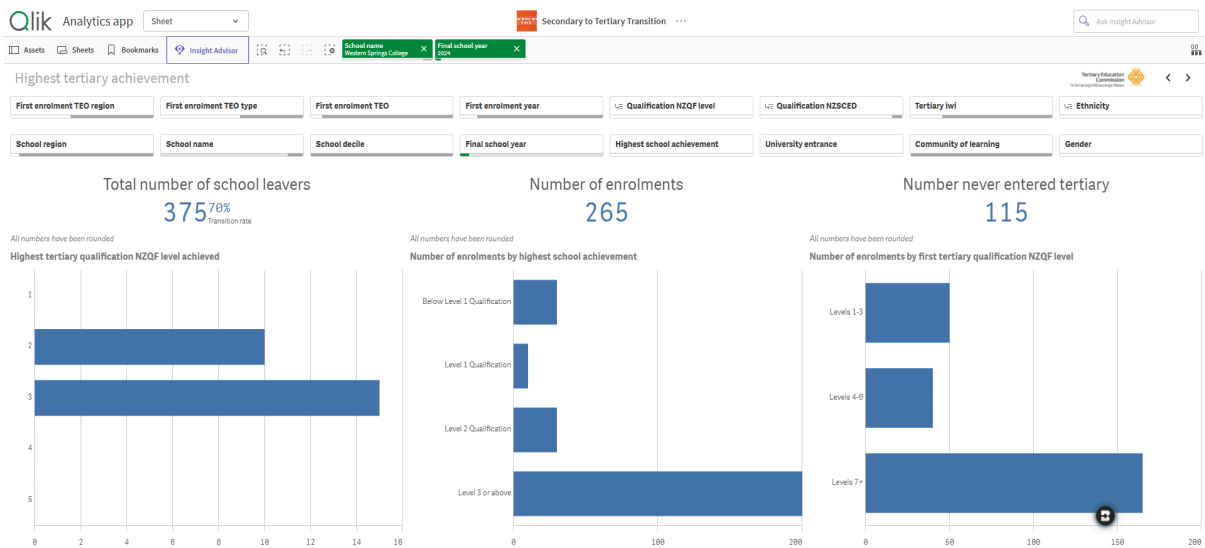 Qlik Analytics app Sheet Secondary to Tertiary Transition ... Ask Insight Advisor
Assets Sheets Bookmarks Insight Advisor
School name
Western Springs College
Final school year
2024
Highest tertiary achievement
Tertiary Education
Commission
Te Amorangi Mātauranga Matua
First enrolment TEO region First enrolment TEO type First enrolment TEO First enrolment year Qualification NZQF level Qualification NZSCED Tertiary iwi Ethnicity
School region School name School decile Final school year Highest school achievement University entrance Community of learning Gender
Total number of school leavers
375 70%
Transition rate
All numbers have been rounded
Highest tertiary qualification NZQF level achieved
1
2
3
4
5
0 2 4 6 8 10 12 14 16
Number of enrolments
265
All numbers have been rounded
Number of enrolments by highest school achievement
Below Level 1 Qualification
Level 1 Qualification
Level 2 Qualification
Level 3 or above
0 100 200
Number never entered tertiary
115
All numbers have been rounded
Number of enrolments by first tertiary qualification NZQF level
Levels 1-3
Levels 4-6
Levels 7+
0 50 100 150 200